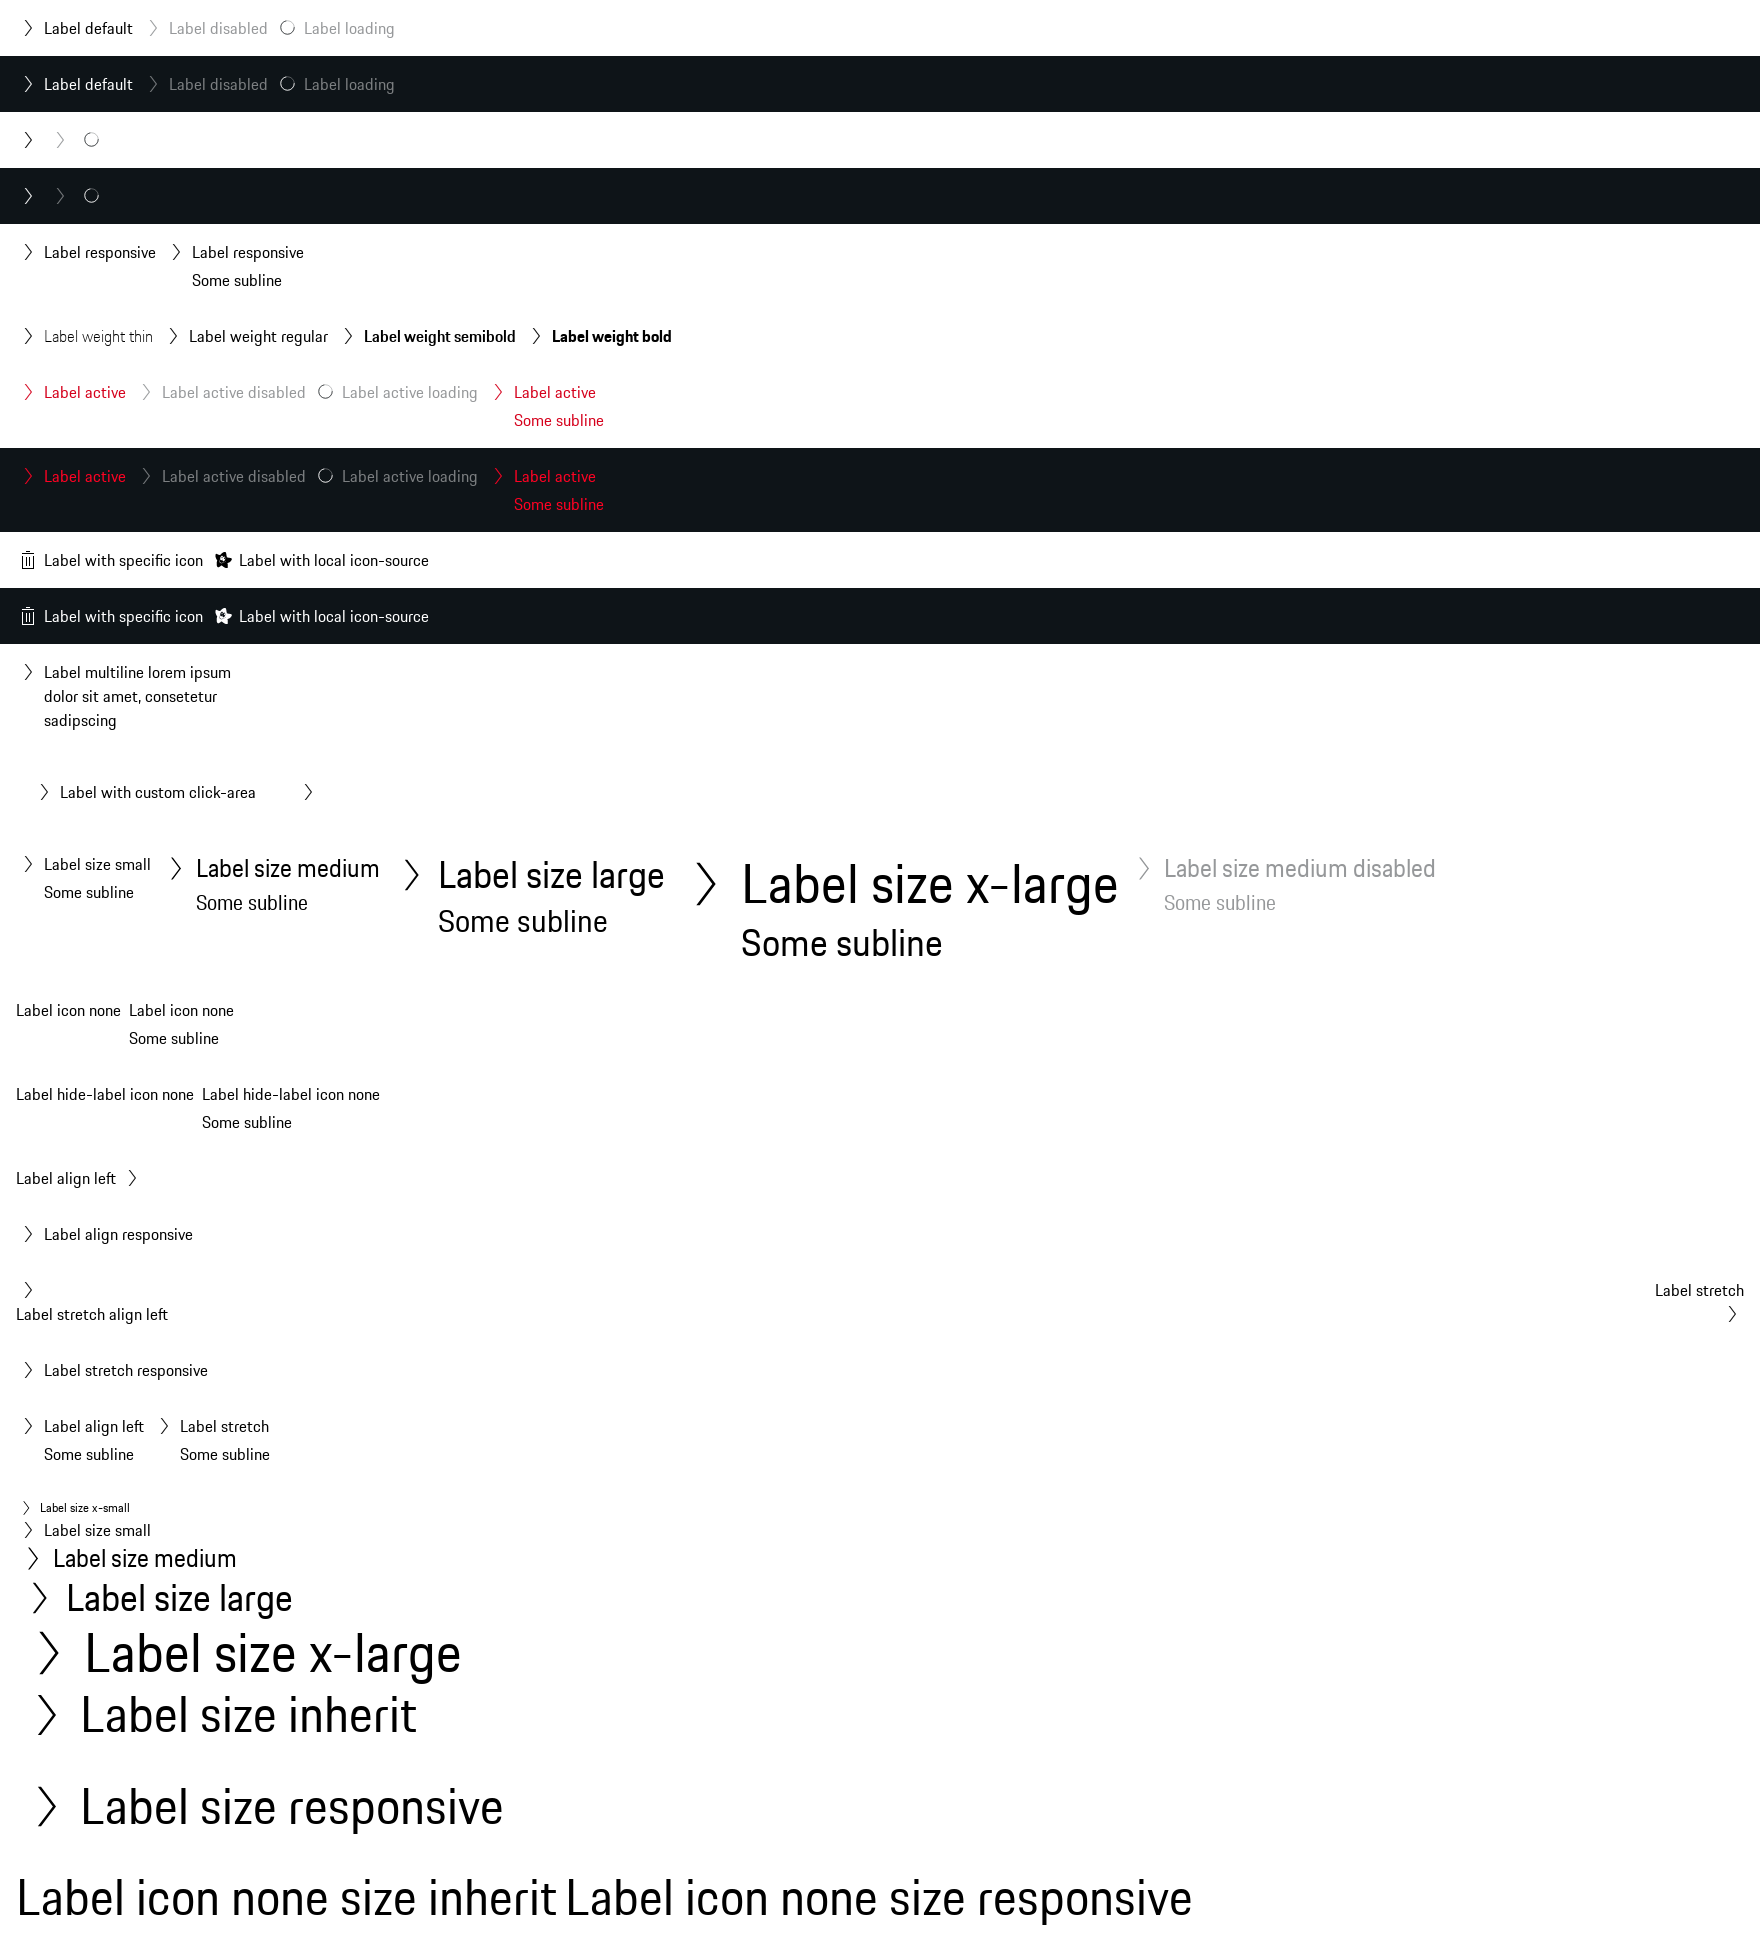 Label default Label disabled Label loading
Label default Label disabled Label loading
Label responsive Label responsive
Some subline
Label weight thin Label weight regular Label weight semibold Label weight bold
Label active Label active disabled Label active loading Label active
Some subline
Label active Label active disabled Label active loading Label active
Some subline
Label with specific icon Label with local icon-source
Label with specific icon Label with local icon-source
Label multiline lorem ipsum
dolor sit amet, consetetur
sadipscing
Label with custom click-area
Label size small Label size medium Label size large Label size x-large Label size medium disabled
Some subline Some subline Some subline Some subline Some subline
Label icon none Label icon none
Some subline
Label hide-label icon none Label hide-label icon none
Some subline
Label align left
Label align responsive
Label stretch
Label stretch align left
Label stretch responsive
Label align left Label stretch
Some subline Some subline
Label size x-small
Label size small
Label size medium
Label size large
Label size x-large
Label size inherit
Label size responsive
Label icon none size inherit Label icon none size responsive